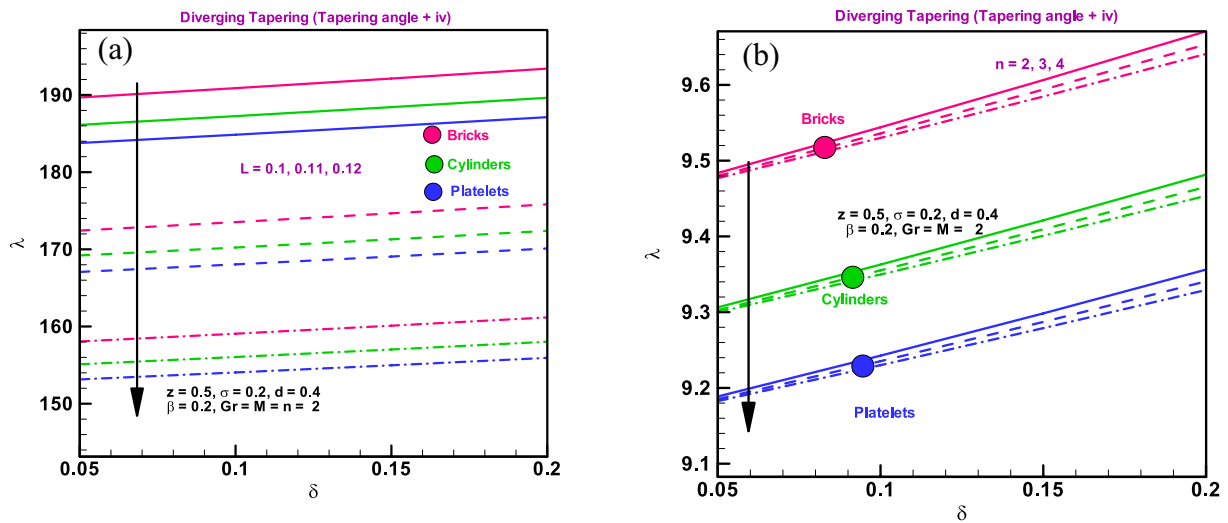 Diverging Tapering (Tapering angle + iv)
(a)
190
180
170
160
150
λ
Bricks
Cylinders
Platelets
L = 0.1, 0.11, 0.12
z = 0.5, σ = 0.2, d = 0.4
β = 0.2, Gr = M = n = 2
0.05
0.1
0.15
0.2
δ
Diverging Tapering (Tapering angle + iv)
(b)
9.6
9.5
9.4
9.3
9.2
9.1
λ
n = 2, 3, 4
Bricks
z = 0.5, σ = 0.2, d = 0.4
β = 0.2, Gr = M = 2
Cylinders
Platelets
0.05
0.1
0.15
0.2
δ